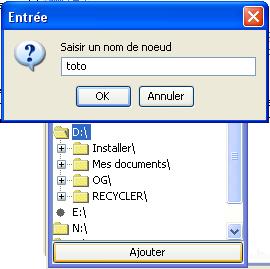 Entrée
Saisir un nom de noeud
toto
OK Annuler
D:\
Installer\
Mes documents\
OG\
RECYCLER\
E:\
N:\
Ajouter